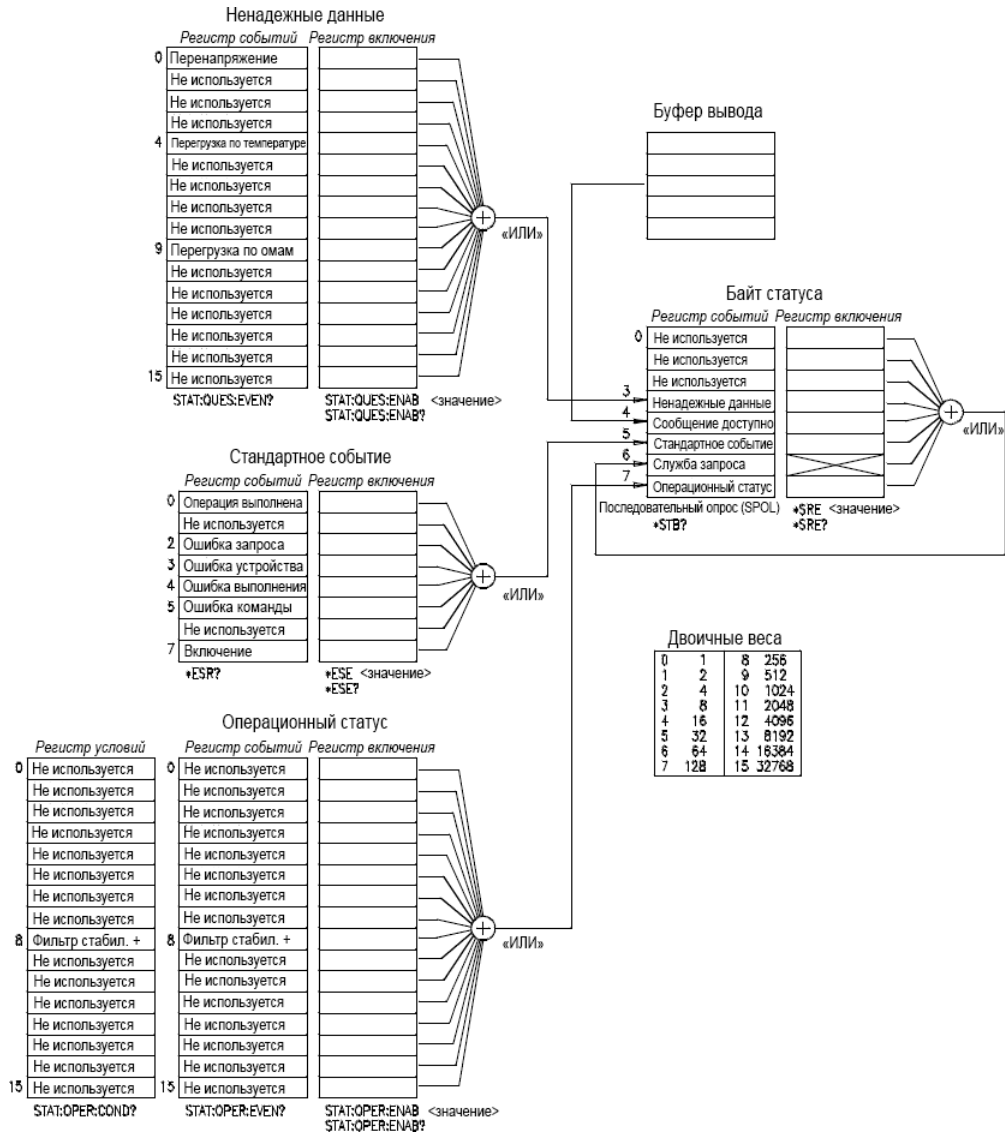 Ненадежные данные
Регистр событий Регистр включения
0 Перенапряжение
Не используется
Не используется
Не используется
4 Перегрузка по температуре
Не используется
Не используется
Не используется
Не используется
9 Перегрузка по омам
Не используется
Не используется
Не используется
Не используется
Не используется
15 Не используется
«ИЛИ»
STAT:QUES:EVEN? STAT:QUES:ENAB <значение>
STAT:QUES:ENAB?
Буфер вывода
Байт статуса
Регистр событий Регистр включения
0 Не используется
Не используется
Не используется
3 Ненадежные данные
4 Сообщение доступно
5 Стандартное событие
6 Служба запроса
7 Операционный статус
«ИЛИ»
Последовательный опрос (SPOL) *SRE <значение>
*STB? *SRE?
Стандартное событие
Регистр событий Регистр включения
0 Операция выполнена
Не используется
2 Ошибка запроса
3 Ошибка устройства
4 Ошибка выполнения
5 Ошибка команды
Не используется
7 Включение
«ИЛИ»
*ESR? *ESE <значение>
*ESE?
Двоичные веса
0 1 8 256
1 2 9 512
2 4 10 1024
3 8 11 2048
4 16 12 4096
5 32 13 8192
6 64 14 16384
7 128 15 32768
Операционный статус
Регистр условий Регистр событий Регистр включения
0 Не используется 0 Не используется
Не используется Не используется
Не используется Не используется
Не используется Не используется
Не используется Не используется
Не используется Не используется
Не используется Не используется
Не используется Не используется
8 Фильтр стабил. + 8 Фильтр стабил. +
Не используется Не используется
Не используется Не используется
Не используется Не используется
Не используется Не используется
Не используется Не используется
Не используется Не используется
15 Не используется 15 Не используется
«ИЛИ»
STAT:OPER:COND? STAT:OPER:EVEN? STAT:OPER:ENAB <значение>
STAT:OPER:ENAB?